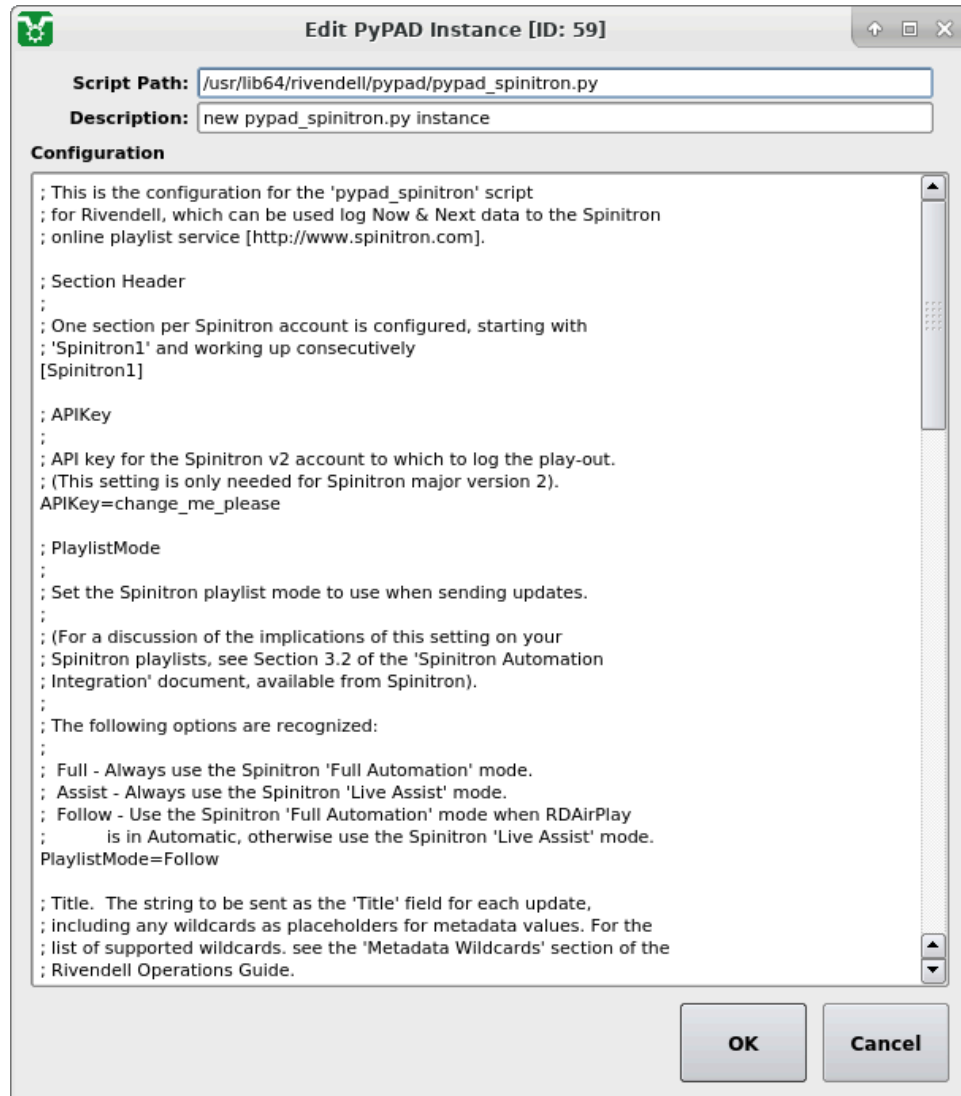 Edit PyPAD Instance [ID: 59]
Script Path: /usr/lib64/rivendell/pypad/pypad_spinitron.py
Description: new pypad_spinitron.py instance
Configuration
; This is the configuration for the 'pypad_spinitron' script
; for Rivendell, which can be used log Now & Next data to the Spinitron
; online playlist service [http://www.spinitron.com].
; Section Header
;
; One section per Spinitron account is configured, starting with
; 'Spinitron1' and working up consecutively
[Spinitron1]
; APIKey
;
; API key for the Spinitron v2 account to which to log the play-out.
; (This setting is only needed for Spinitron major version 2).
APIKey=change_me_please
; PlaylistMode
;
; Set the Spinitron playlist mode to use when sending updates.
;
; (For a discussion of the implications of this setting on your
; Spinitron playlists, see Section 3.2 of the 'Spinitron Automation
; Integration' document, available from Spinitron).
;
; The following options are recognized:
;
;  Full - Always use the Spinitron 'Full Automation' mode.
;  Assist - Always use the Spinitron 'Live Assist' mode.
;  Follow - Use the Spinitron 'Full Automation' mode when RDAirPlay
;           is in Automatic, otherwise use the Spinitron 'Live Assist' mode.
PlaylistMode=Follow
; Title.  The string to be sent as the 'Title' field for each update,
; including any wildcards as placeholders for metadata values. For the
; list of supported wildcards. see the 'Metadata Wildcards' section of the
; Rivendell Operations Guide.
OK
Cancel